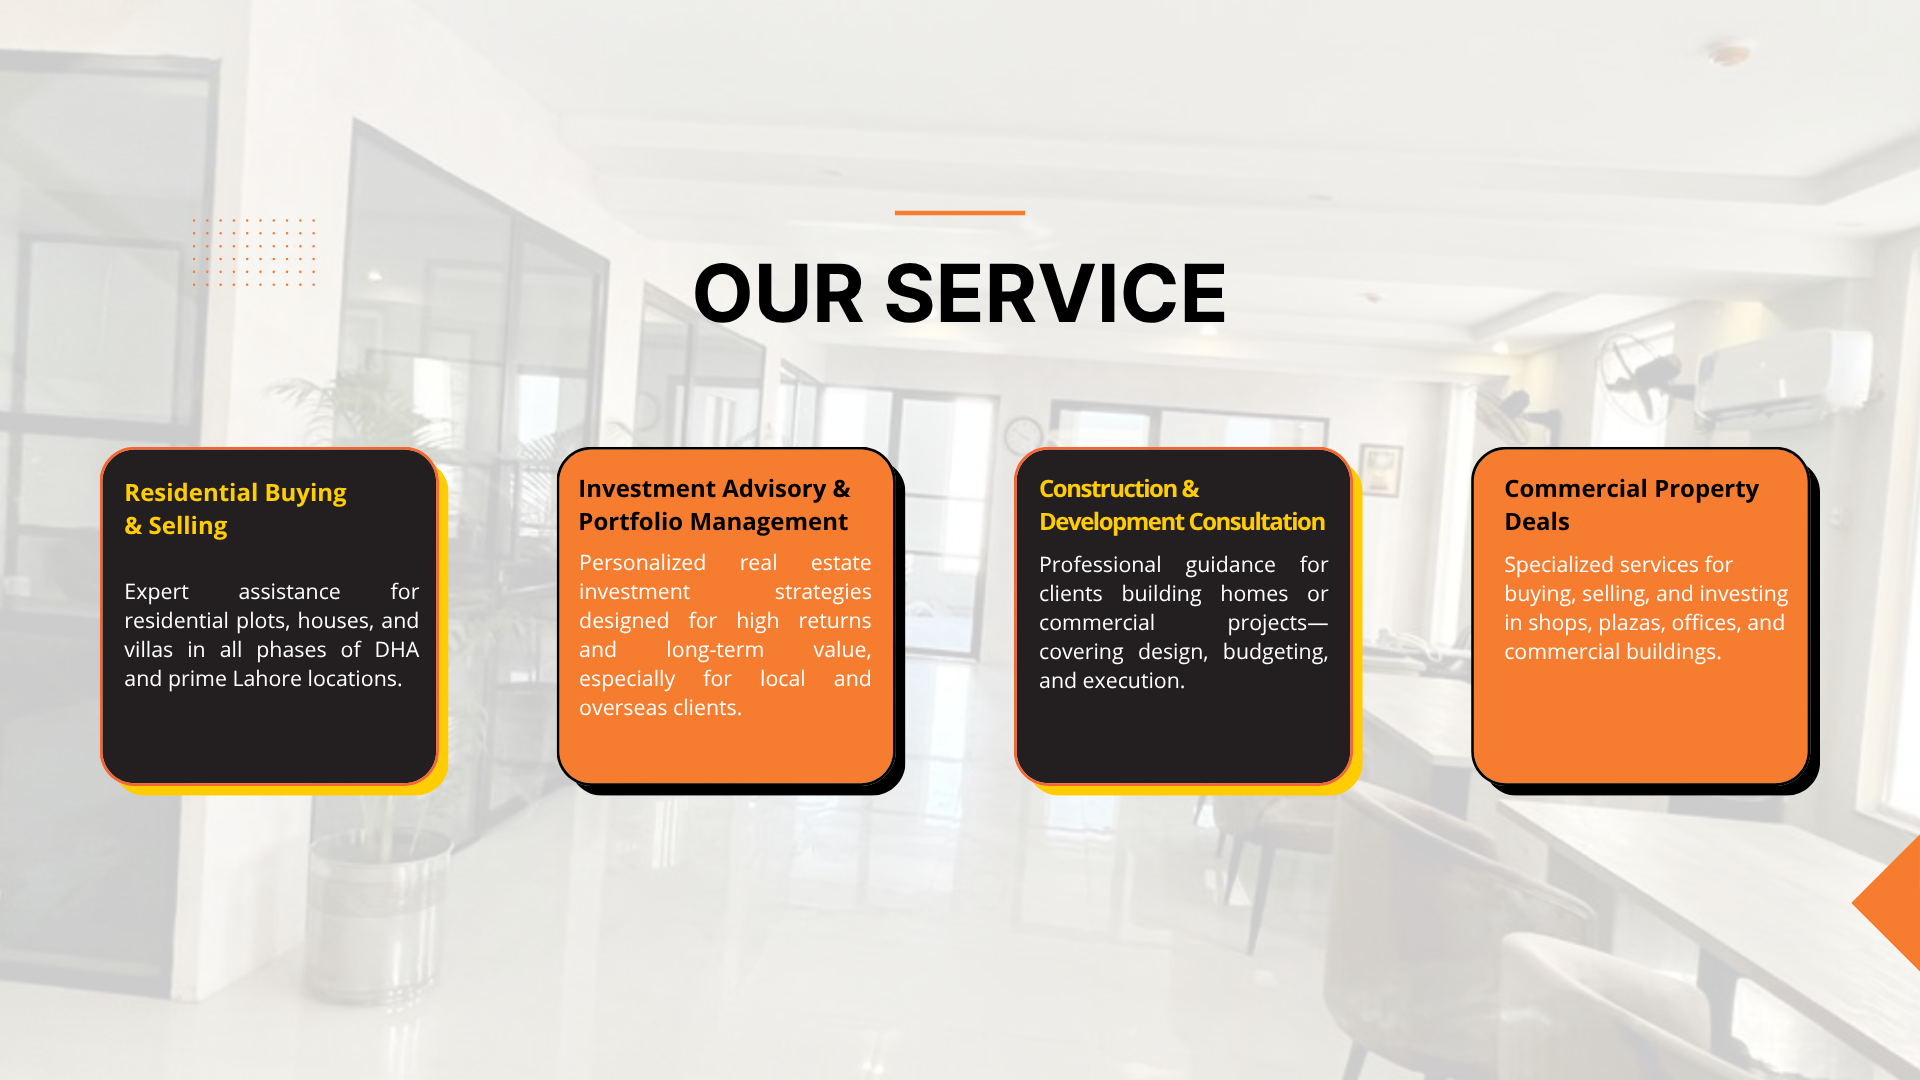 OUR SERVICE
Residential Buying
& Selling
Expert assistance for
residential plots, houses, and
villas in all phases of DHA
and prime Lahore locations.
Investment Advisory &
Portfolio Management
Personalized real estate
investment strategies
designed for high returns
and long-term value,
especially for local and
overseas clients.
Construction &
Development Consultation
Professional guidance for
clients building homes or
commercial projects—
covering design, budgeting,
and execution.
Commercial Property
Deals
Specialized services for
buying, selling, and investing
in shops, plazas, offices, and
commercial buildings.